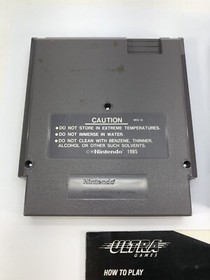 CAUTION
•DO NOT STORE IN EXTREME TEMPERATURES.
•DO NOT IMMERSE IN WATER.
•DO NOT CLEAN WITH BENZENE, THINNER,
ALCOHOL OR OTHER SUCH SOLVENTS.
©®Nintendo® 1985
Nintendo
ULTRA
GAMES
HOW TO PLAY